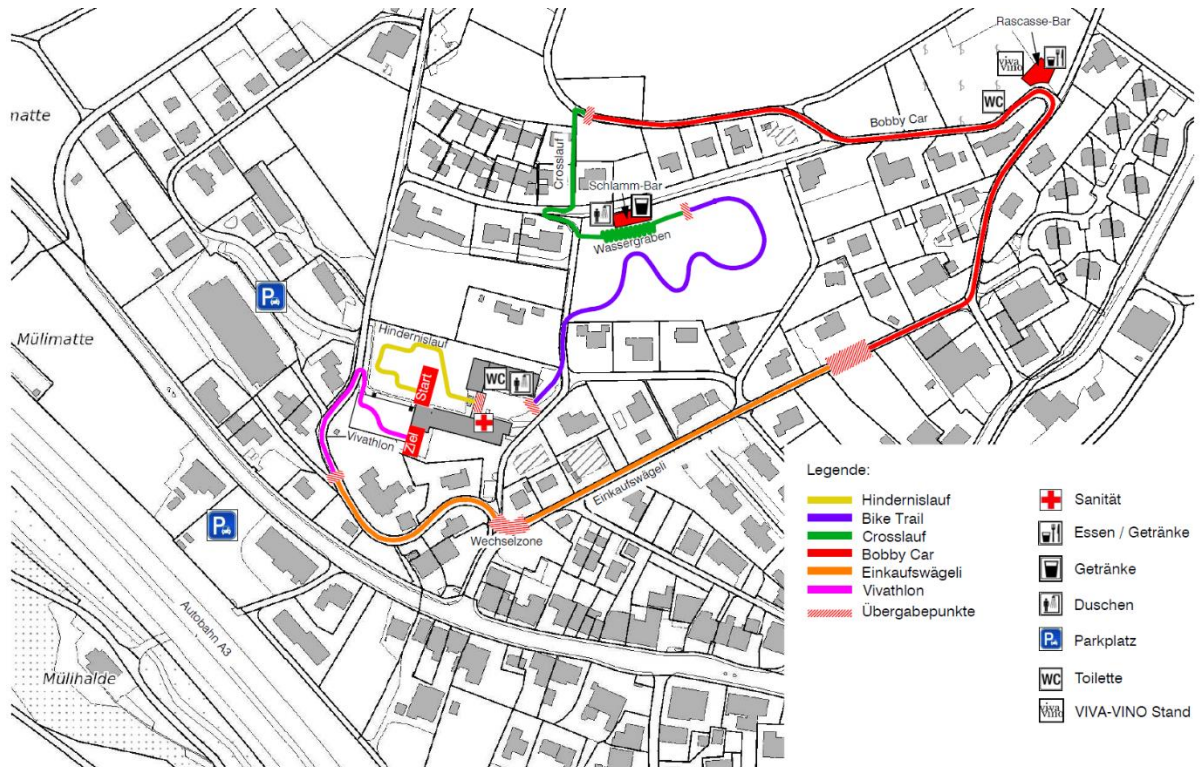 Rascasse-Bar
viva
vino
WC
Bobby Car
Crosslauf
Schlamm-Bar
Wassergraben
P
Hindernislauf
Start
WC
Ziel
Vivathlon
Einkaufswägeli
Wechselzone
P
Autobahn A3
matte
Mülimatte
Mülihalde
Legende:
Hindernislauf
Bike Trail
Crosslauf
Bobby Car
Einkaufswägeli
Vivathlon
Übergabepunkte
Sanität
Essen / Getränke
Getränke
Duschen
P
Parkplatz
WC
Toilette
viva
vino
VIVA-VINO Stand